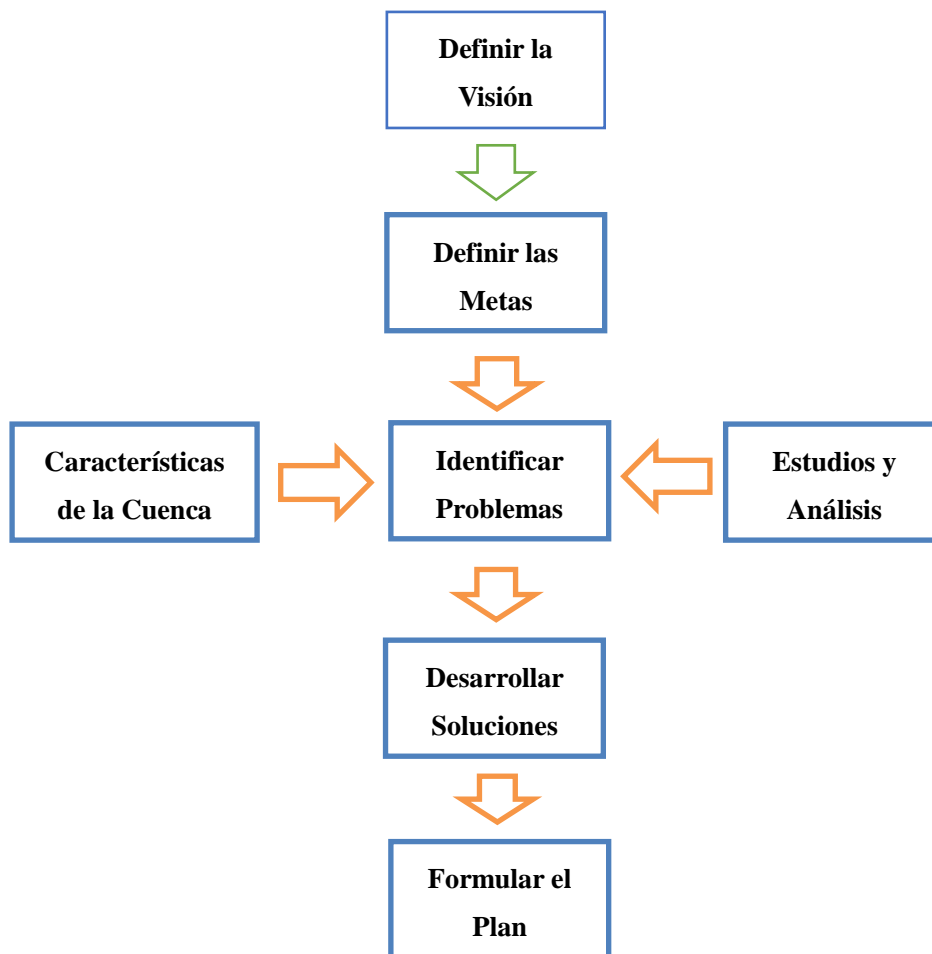 Definir la
Visión
Definir las
Metas
Características
de la Cuenca
Identificar
Problemas
Estudios y
Análisis
Desarrollar
Soluciones
Formular el
Plan